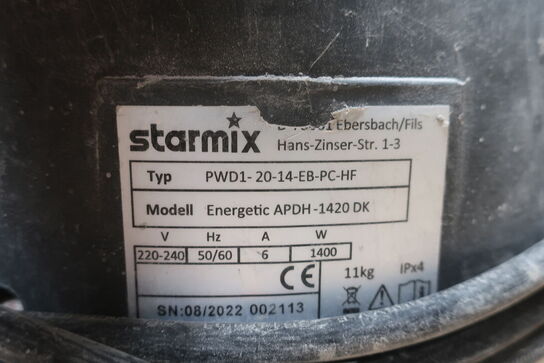 starmix
Ebersbach/Fils
Hans-Zinser-Str. 1-3
Typ PWD1- 20-14-EB-PC-HF
Modell Energetic APDH -1420 DK
V Hz A W
220-240 50/60 6 1400
CE 11kg IPx4
SN:08/2022 002113